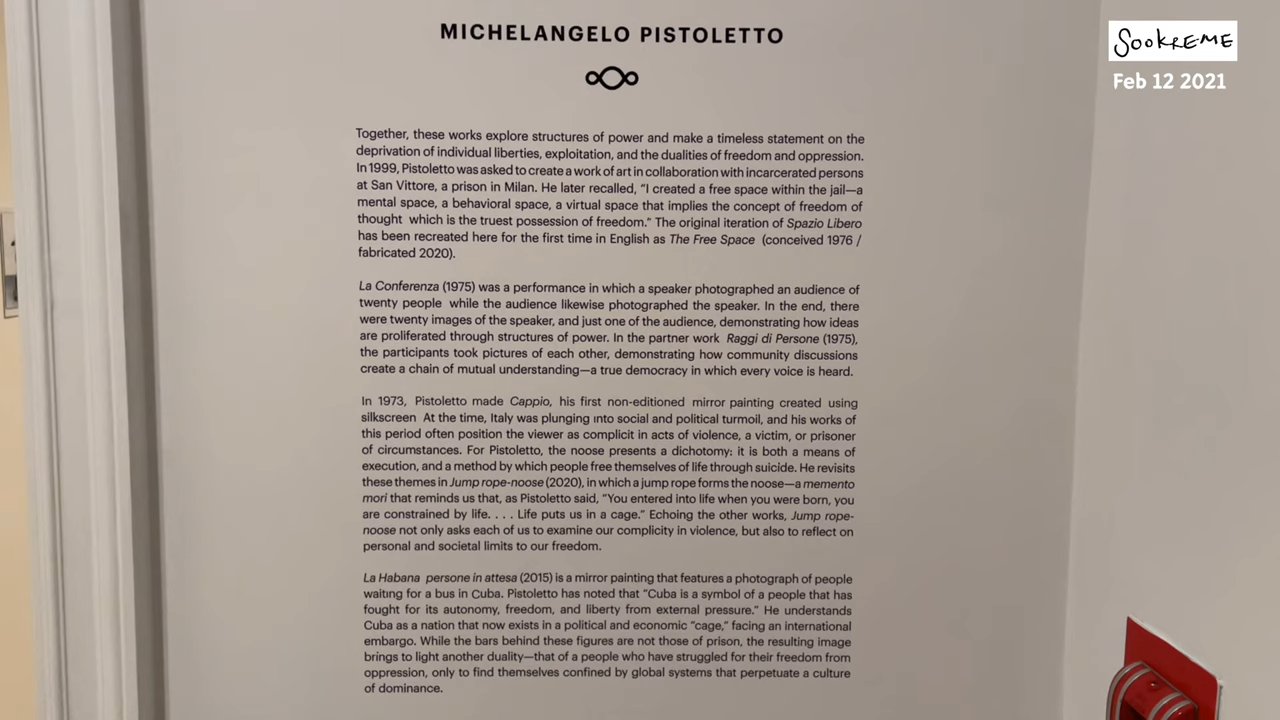 MICHELANGELO PISTOLETTO
SOOKREME
Feb 12 2021
Together, these works explore structures of power and make a timeless statement on the
deprivation of individual liberties, exploitation, and the dualities of freedom and oppression.
In 1999, Pistoletto was asked to create a work of art in collaboration with incarcerated persons
at San Vittore, a prison in Milan. He later recalled, “I created a free space within the jail—a
mental space, a behavioral space, a virtual space that implies the concept of freedom of
thought which is the truest possession of freedom.” The original iteration of Spazio Libero
has been recreated here for the first time in English as The Free Space (conceived 1976 /
fabricated 2020).
La Conferenza (1975) was a performance in which a speaker photographed an audience of
twenty people while the audience likewise photographed the speaker. In the end, there
were twenty images of the speaker, and just one of the audience, demonstrating how ideas
are proliferated through structures of power. In the partner work Raggi di Persone (1975),
the participants took pictures of each other, demonstrating how community discussions
create a chain of mutual understanding—a true democracy in which every voice is heard.
In 1973, Pistoletto made Cappio, his first non-editioned mirror painting created using
silkscreen At the time, Italy was plunging into social and political turmoil, and his works of
this period often position the viewer as complicit in acts of violence, a victim, or prisoner
of circumstances. For Pistoletto, the noose presents a dichotomy: it is both a means of
execution, and a method by which people free themselves of life through suicide. He revisits
these themes in Jump rope-noose (2020), in which a jump rope forms the noose—a memento
mori that reminds us that, as Pistoletto said, “You entered into life when you were born, you
are constrained by life. . . . Life puts us in a cage.” Echoing the other works, Jump rope-
noose not only asks each of us to examine our complicity in violence, but also to reflect on
personal and societal limits to our freedom.
La Habana persone in attesa (2015) is a mirror painting that features a photograph of people
waiting for a bus in Cuba. Pistoletto has noted that “Cuba is a symbol of a people that has
fought for its autonomy, freedom, and liberty from external pressure.” He understands
Cuba as a nation that now exists in a political and economic “cage,” facing an international
embargo. While the bars behind these figures are not those of prison, the resulting image
brings to light another duality—that of a people who have struggled for their freedom from
oppression, only to find themselves confined by global systems that perpetuate a culture
of dominance.